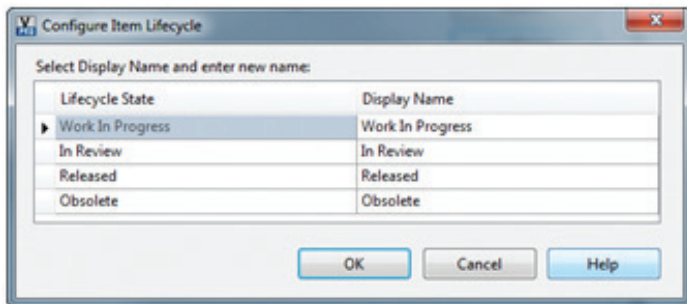 Configure Item Lifecycle
Select Display Name and enter new name:
Lifecycle State Display Name
Work In Progress Work In Progress
In Review In Review
Released Released
Obsolete Obsolete
OK Cancel Help